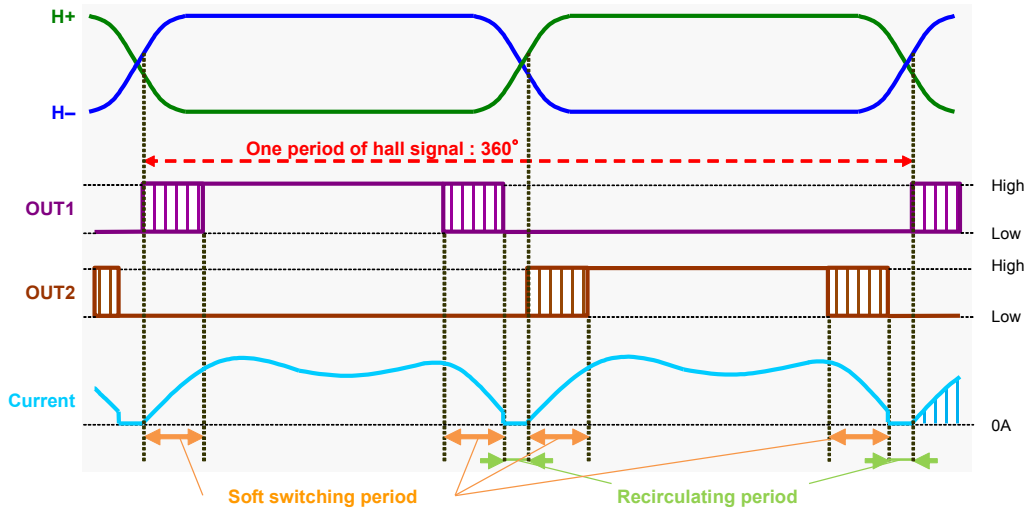 H+
H–
One period of hall signal : 360°
OUT1
High
Low
OUT2
High
Low
Current
0A
Soft switching period
Recirculating period